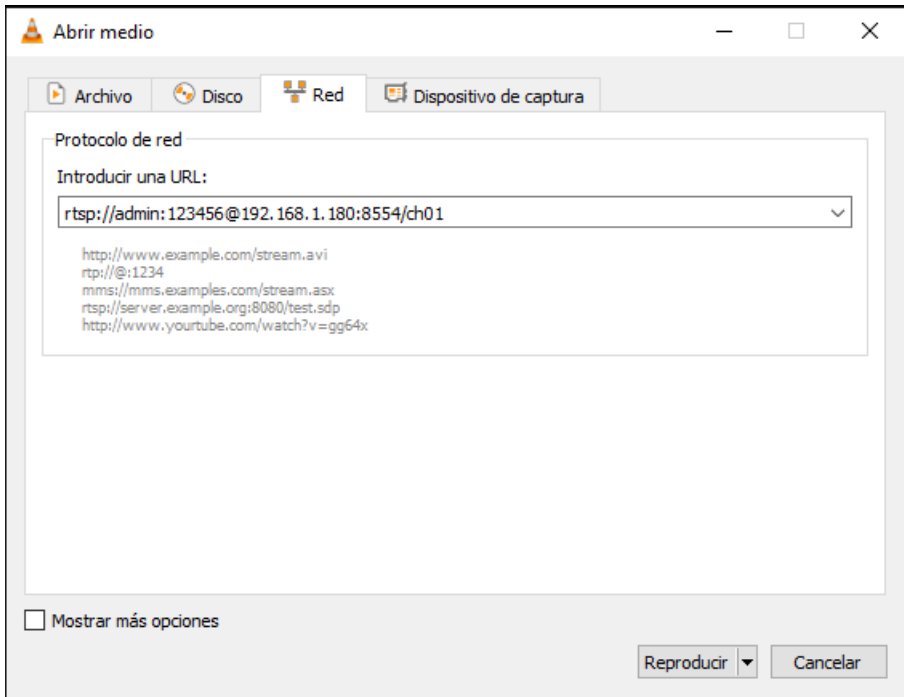 Abrir medio
Archivo Disco Red Dispositivo de captura
Protocolo de red
Introducir una URL:
rtsp://admin:123456@192.168.1.180:8554/ch01
http://www.example.com/stream.avi
rtp://@:1234
mms://mms.examples.com/stream.asx
rtsp://server.example.org:8080/test.sdp
http://www.yourtube.com/watch?v=gg64x
Mostrar más opciones
Reproducir Cancelar